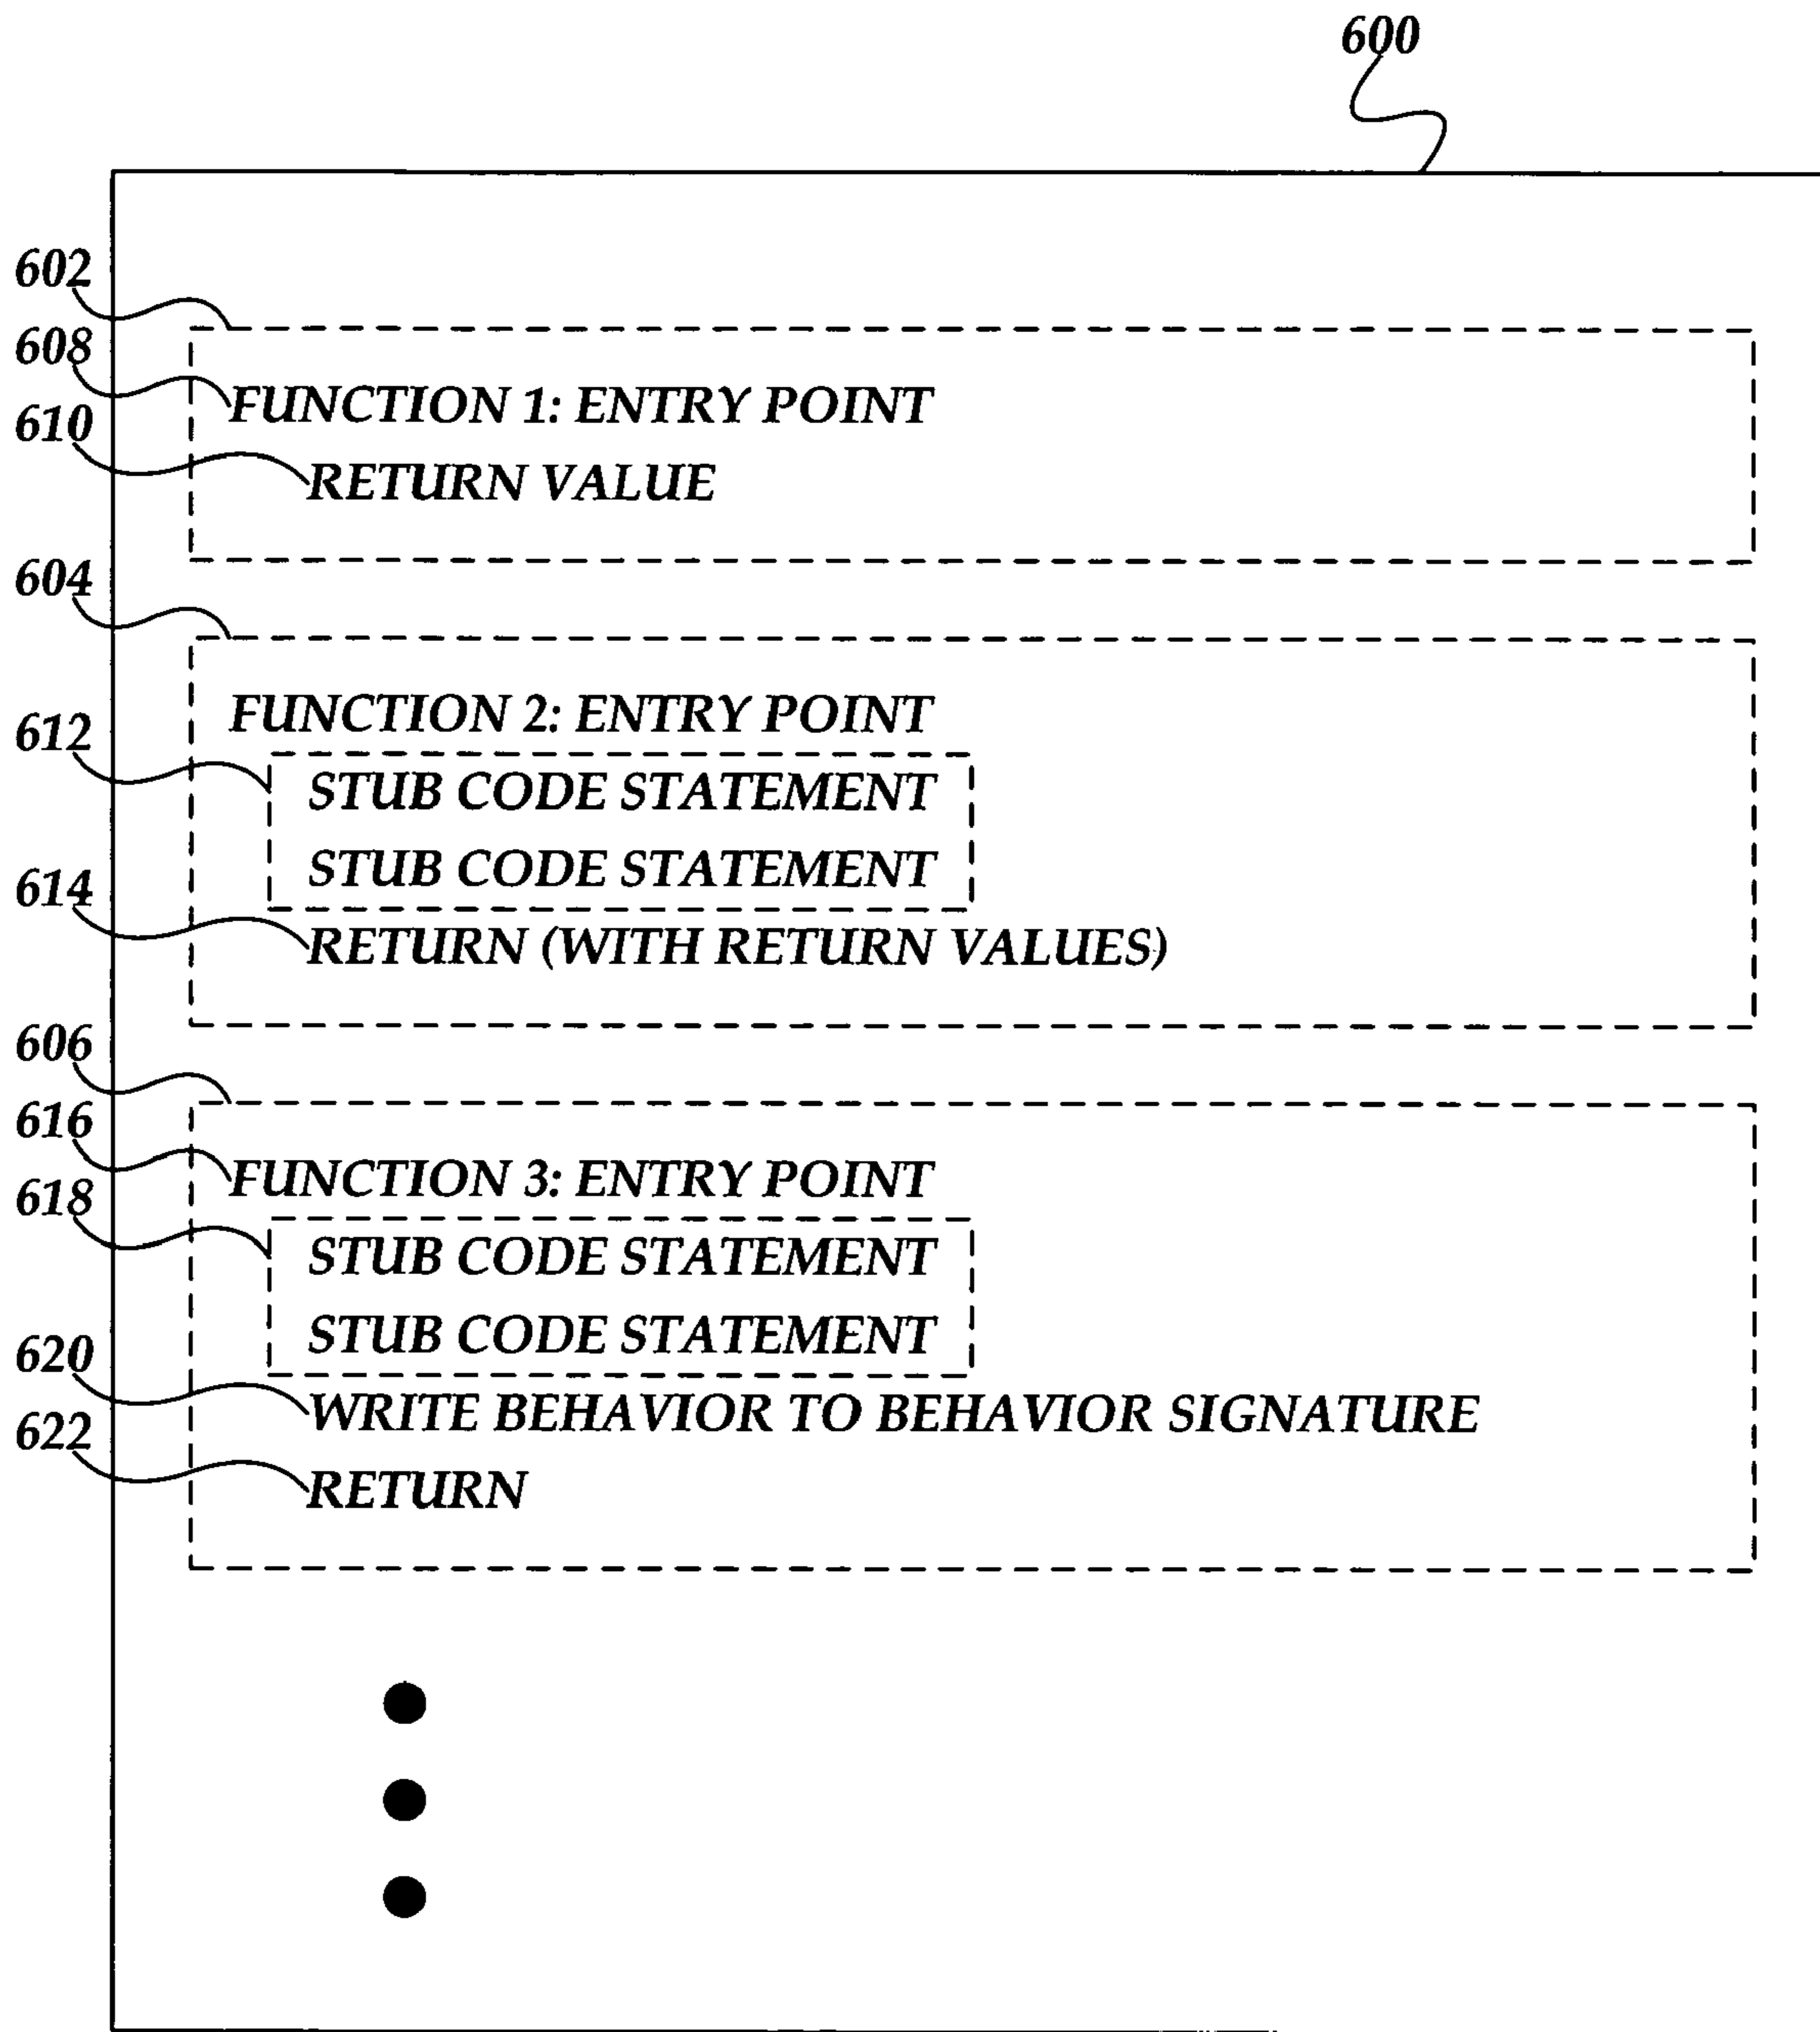 600
602
608
FUNCTION 1: ENTRY POINT
610
RETURN VALUE
604
FUNCTION 2: ENTRY POINT
612
STUB CODE STATEMENT
STUB CODE STATEMENT
614
RETURN (WITH RETURN VALUES)
606
616
FUNCTION 3: ENTRY POINT
618
STUB CODE STATEMENT
STUB CODE STATEMENT
620
WRITE BEHAVIOR TO BEHAVIOR SIGNATURE
622
RETURN